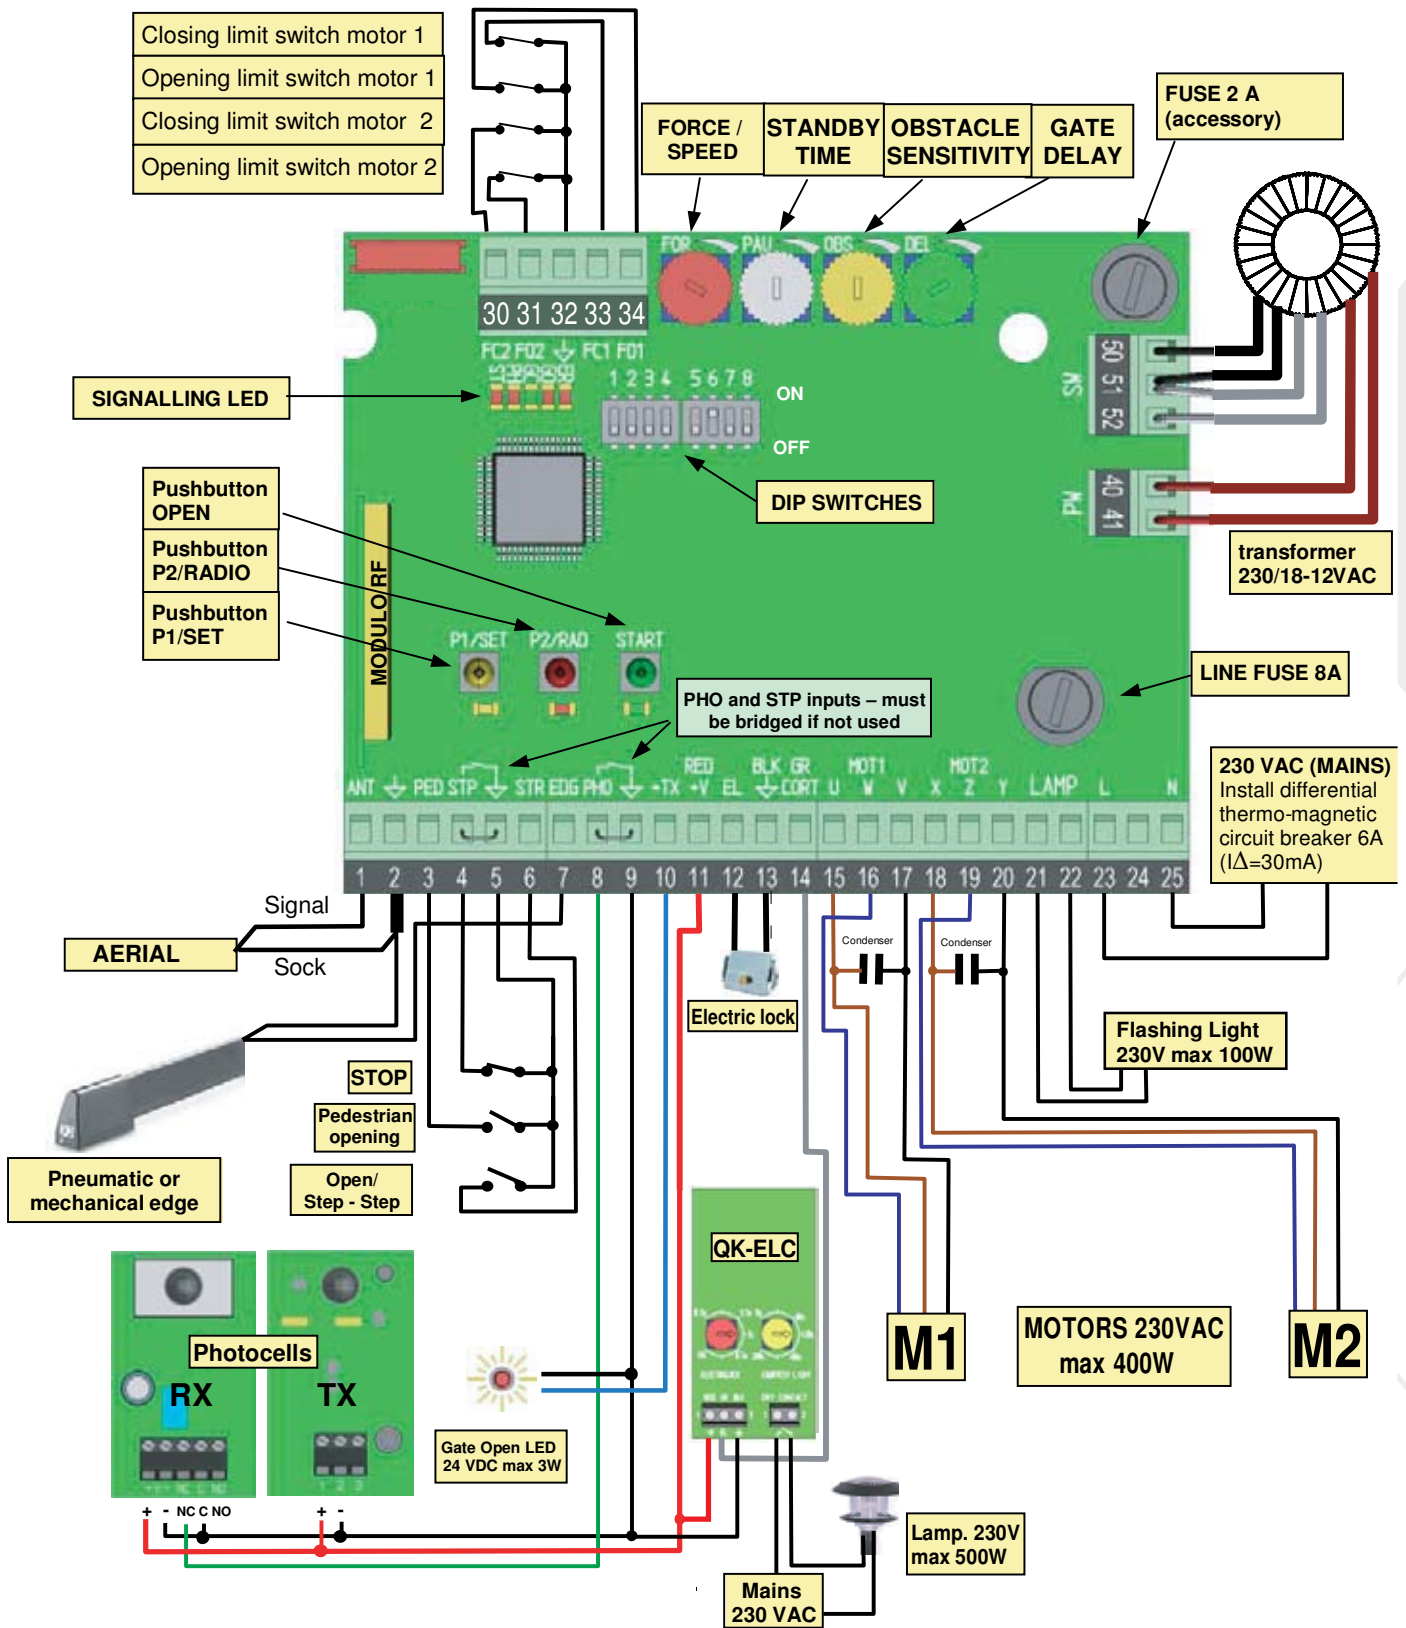 Closing limit switch motor 1
Opening limit switch motor 1
Closing limit switch motor 2
Opening limit switch motor 2
FORCE /
SPEED
STANDBY
TIME
OBSTACLE
SENSITIVITY
GATE
DELAY
FUSE 2 A
(accessory)
FOR
PAU
OBS
DEL
30 31 32 33 34
FC2 FO2 FC1 FO1
SIGNALLING LED
1 2 3 4 5 6 7 8
ON
OFF
DIP SWITCHES
50
51
52
SW
40
41
PW
transformer
230/18-12VAC
Pushbutton
OPEN
Pushbutton
P2/RADIO
Pushbutton
P1/SET
MODULO/RF
P1/SET
P2/RAD
START
PHO and STP inputs – must
be bridged if not used
LINE FUSE 8A
230 VAC (MAINS)
Install differential
thermo-magnetic
circuit breaker 6A
(IΔ=30mA)
RED BLK GR MOT1 MOT2
ANT PED STP STR EDG PHO +TX +V EL CORT U W V X Z Y LAMP L N
1 2 3 4 5 6 7 8 9 10 11 12 13 14 15 16 17 18 19 20 21 22 23 24 25
Signal
AERIAL
Sock
Condenser
Condenser
Electric lock
Flashing Light
230V max 100W
STOP
Pedestrian
opening
Open/
Step - Step
Pneumatic or
mechanical edge
QK-ELC
M1
MOTORS 230VAC
max 400W
M2
Photocells
RX
TX
Gate Open LED
24 VDC max 3W
1 2 3
+ - NC C NO
+ -
Lamp. 230V
max 500W
Mains
230 VAC